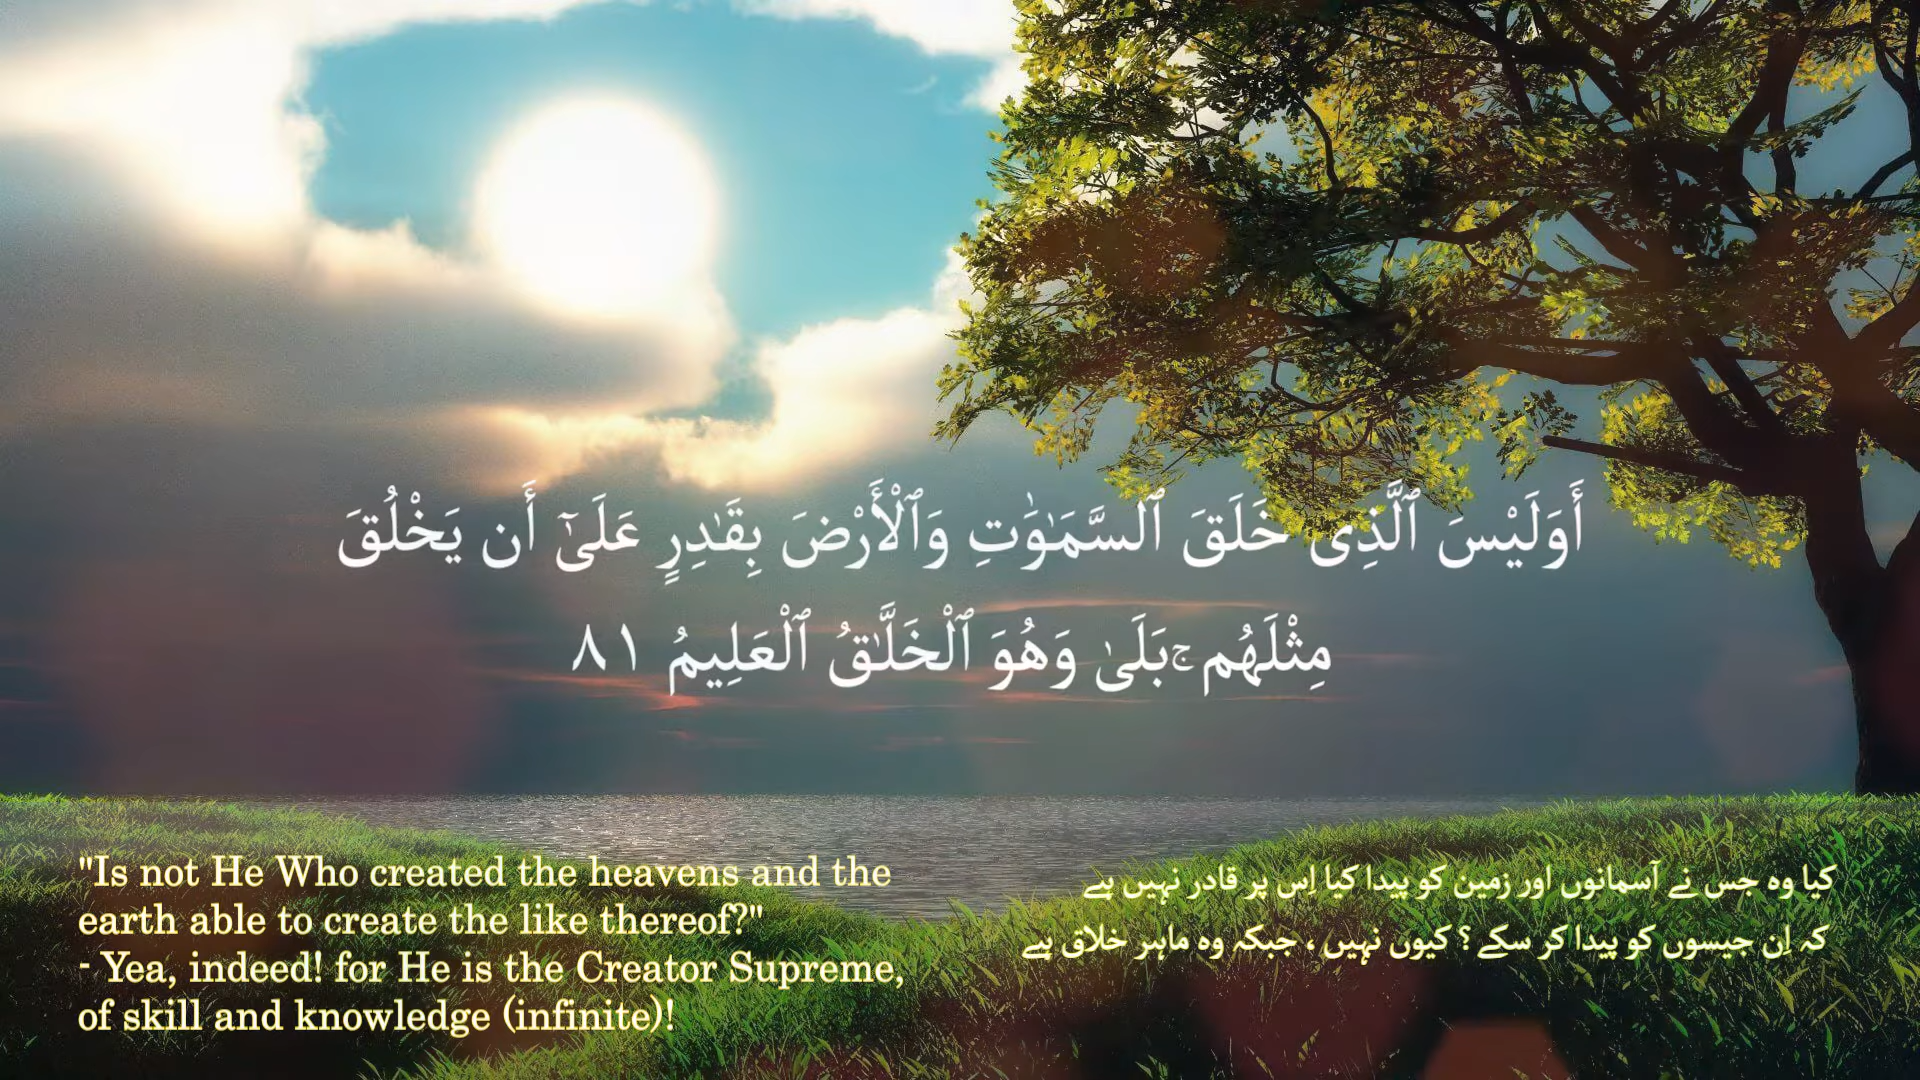 أَوَلَيْسَ ٱلَّذِى خَلَقَ ٱلسَّمَـٰوَٰتِ وَٱلْأَرْضَ بِقَـٰدِرٍ عَلَىٰٓ أَن يَخْلُقَ
مِثْلَهُم ۚ بَلَىٰ وَهُوَ ٱلْخَلَّـٰقُ ٱلْعَلِيمُ ٨١
"Is not He Who created the heavens and the
earth able to create the like thereof?"
- Yea, indeed! for He is the Creator Supreme,
of skill and knowledge (infinite)!
کیا وہ جس نے آسمانوں اور زمین کو پیدا کیا اِس پر قادر نہیں ہے
کہ اِن جیسوں کو پیدا کر سکے ؟ کیوں نہیں ، جبکہ وہ ماہر خلاق ہے